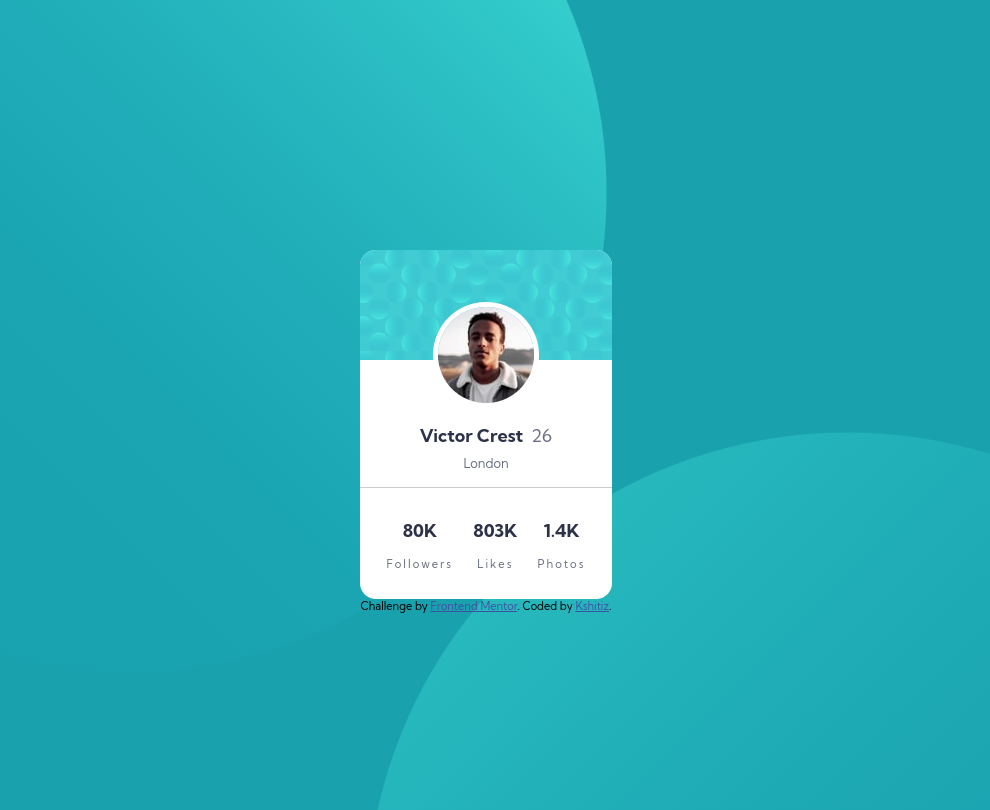 Victor Crest 26
London
80K 803K 1.4K
Followers Likes Photos
Challenge by Frontend Mentor. Coded by Kshitiz.